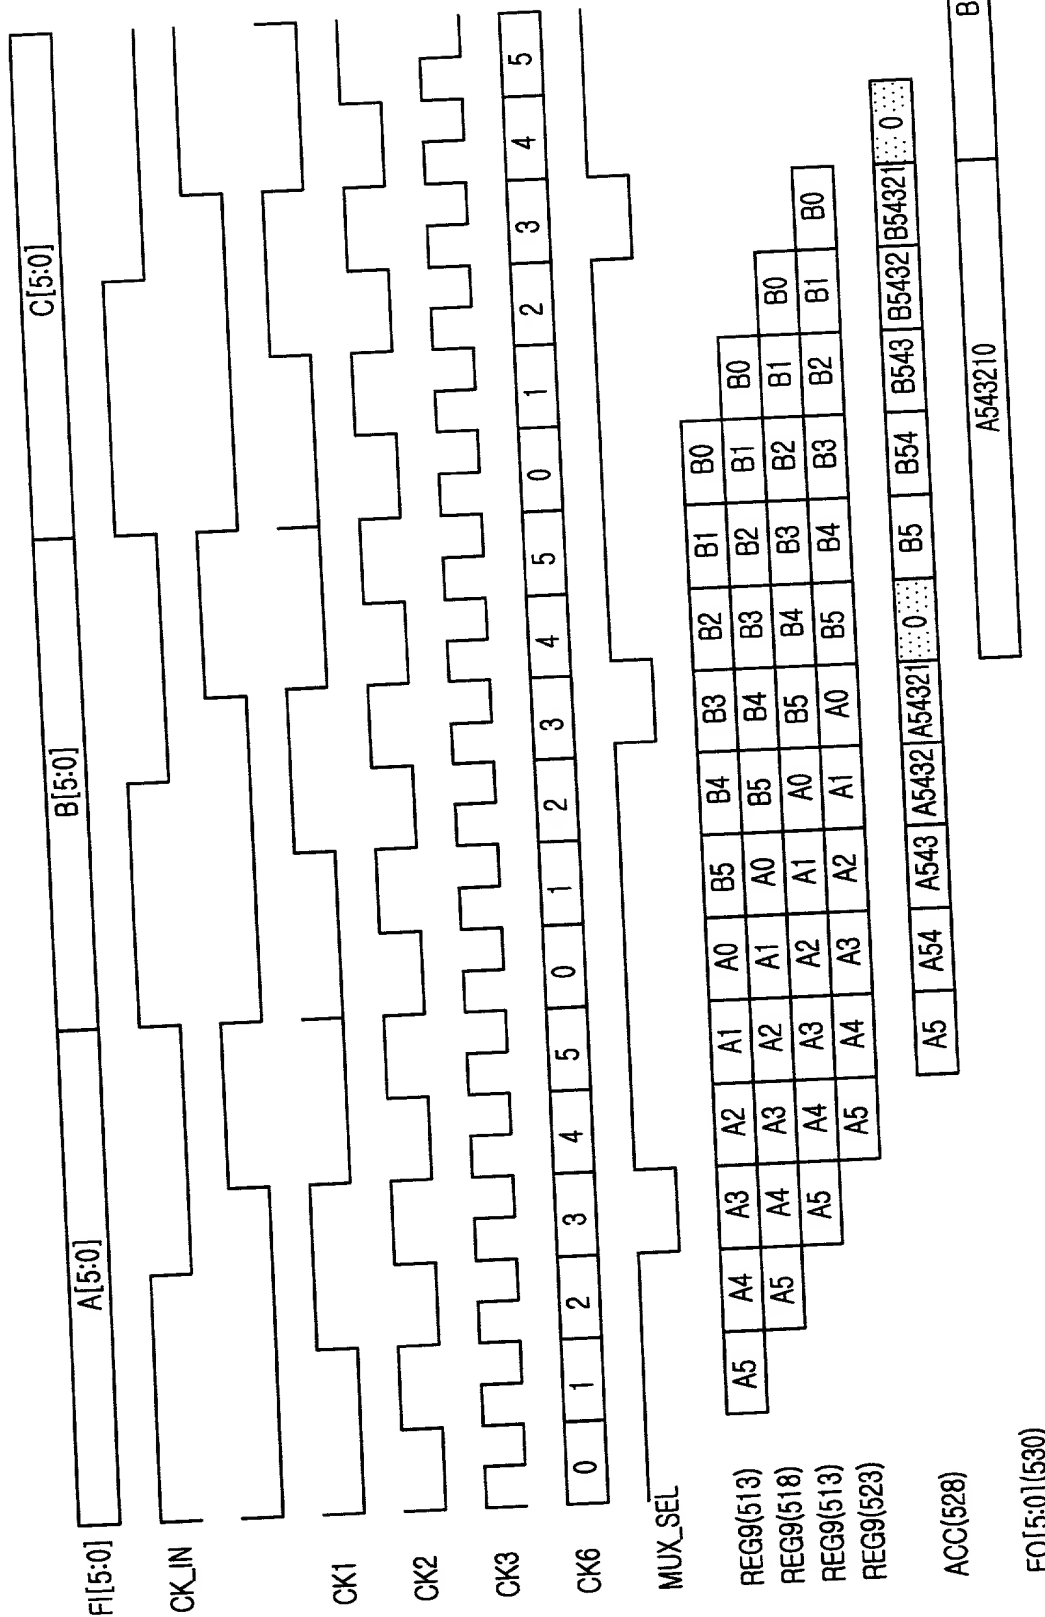 FI[5:0] A[5:0] B[5:0] C[5:0]
CK_IN
CK1
CK2
CK3
CK6
0 1 2 3 4 5 0 1 2 3 4 5 0 1 2 3 4 5
MUX_SEL
REG9(513) A5 A4 A3 A2 A1 A0 B5 B4 B3 B2 B1 B0
REG9(518) A5 A4 A3 A2 A1 A0 B5 B4 B3 B2 B1 B0
REG9(513) A5 A4 A3 A2 A1 A0 B5 B4 B3 B2 B1 B0
REG9(523) A5 A4 A3 A2 A1 A0 B5 B4 B3 B2 B1 B0
ACC(528) A5 A54 A543 A5432 A54321 0 B5 B54 B543 B5432 B54321 0
FO[5:0](530) A543210 B